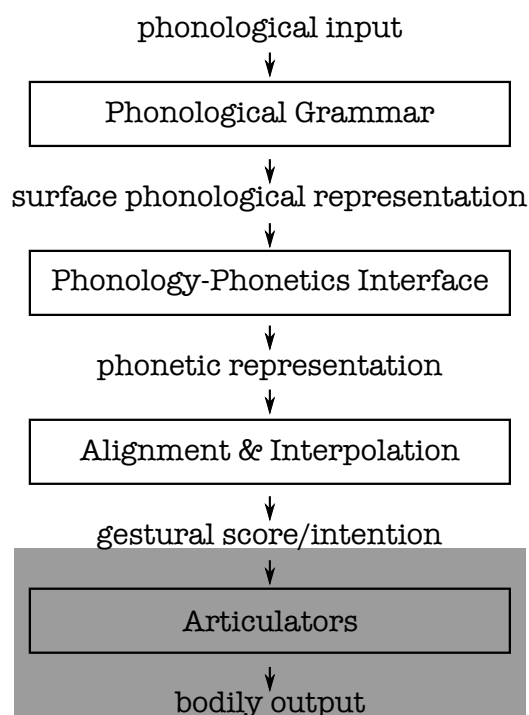 phonological input
Phonological Grammar
surface phonological representation
Phonology-Phonetics Interface
phonetic representation
Alignment & Interpolation
gestural score/intention
Articulators
bodily output